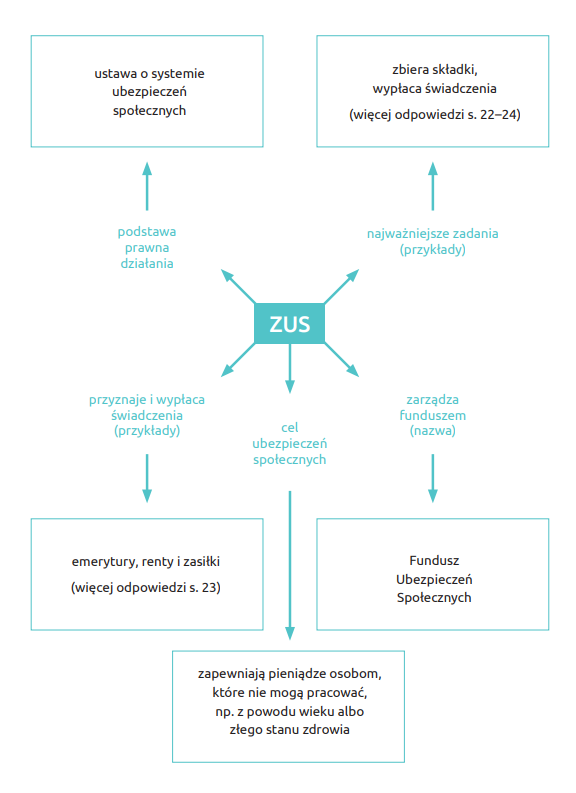 ustawa o systemie
ubezpieczeń
społecznych
zbiera składki,
wypłaca świadczenia
(więcej odpowiedzi s. 22–24)
podstawa
prawna
działania
najważniejsze zadania
(przykłady)
ZUS
przyznaje i wypłaca
świadczenia
(przykłady)
cel
ubezpieczeń
społecznych
zarządza
funduszem
(nazwa)
emerytury, renty i zasiłki
(więcej odpowiedzi s. 23)
Fundusz
Ubezpieczeń
Społecznych
zapewniają pieniądze osobom,
które nie mogą pracować,
np. z powodu wieku albo
złego stanu zdrowia